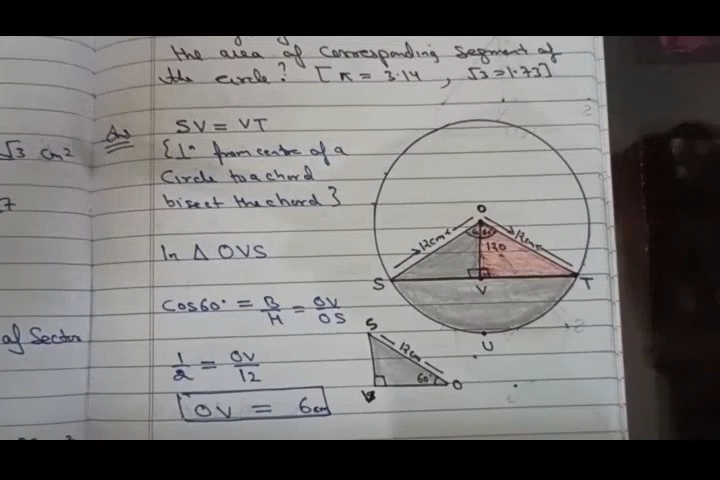 the area of corresponding segment of
the circle? [π = 3.14 , √3 = 1.73]
√3 cm²
Ans
SV = VT
{⊥ⁿ from centre of a
Circle to a chord
bisect the chord }
In Δ OVS
Cos60° = B/H = OV/OS
1/2 = OV/12
OV = 6cm
of Sector
O
12cm
12cm
60
120
S
V
T
U
S
12cm
60°
O